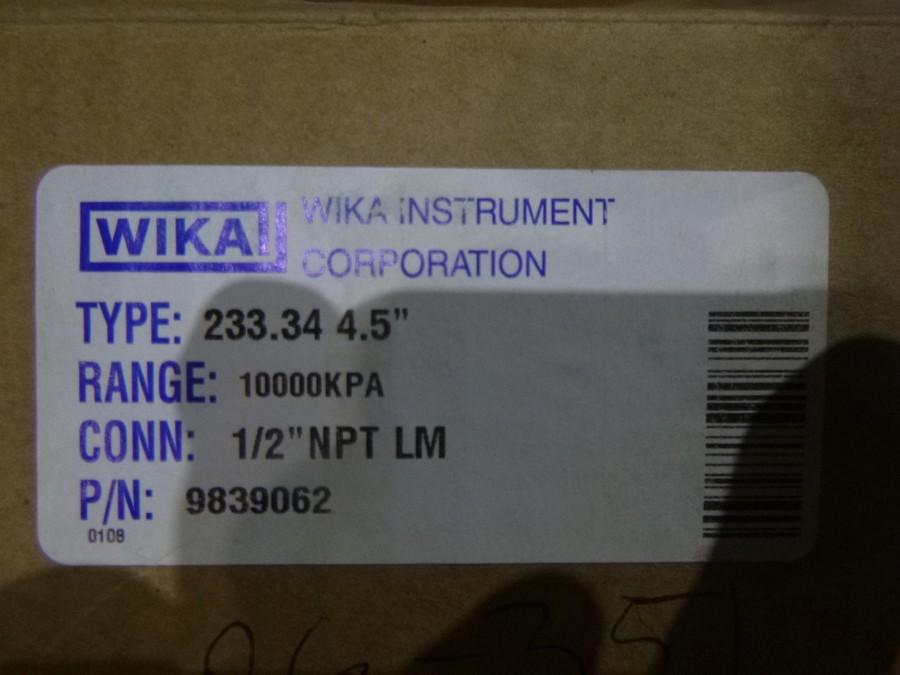 WIKA WIKA INSTRUMENT
CORPORATION
TYPE: 233.34 4.5"
RANGE: 10000KPA
CONN: 1/2"NPT LM
P/N: 9839062
0108